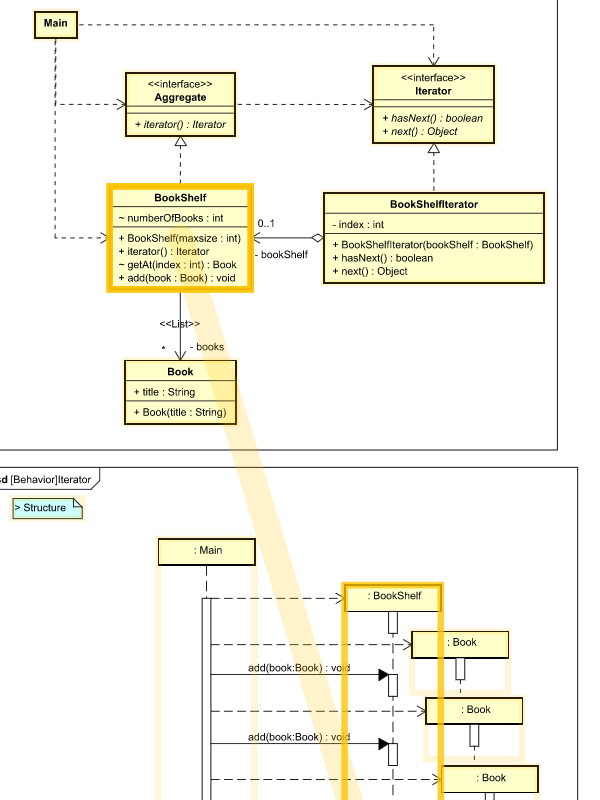 Main
<<interface>>
Aggregate
+ iterator() : Iterator
<<interface>>
Iterator
+ hasNext() : boolean
+ next() : Object
BookShelf
~ numberOfBooks : int
+ BookShelf(maxsize : int)
+ iterator() : Iterator
~ getAt(index : int) : Book
+ add(book : Book) : void
0..1
- bookShelf
BookShelfIterator
- index : int
+ BookShelfIterator(bookShelf : BookShelf)
+ hasNext() : boolean
+ next() : Object
<<List>>
* - books
Book
+ title : String
+ Book(title : String)
sd [Behavior]Iterator
> Structure
: Main
: BookShelf
: Book
add(book:Book) : void
: Book
add(book:Book) : void
: Book